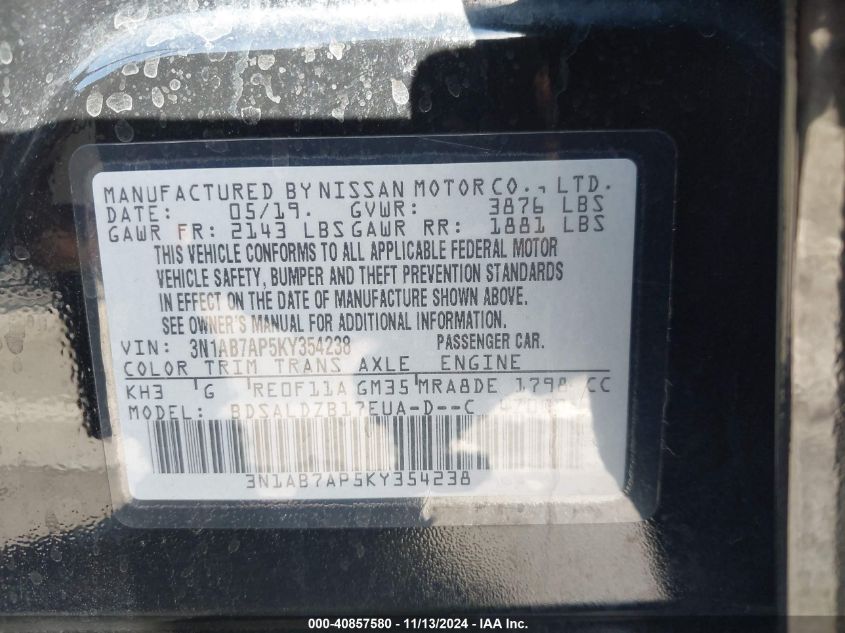 MANUFACTURED BY NISSAN MOTOR CO., LTD.
DATE: 05/19. GVWR: 3876 LBS
GAWR FR: 2143 LBS GAWR RR: 1881 LBS
THIS VEHICLE CONFORMS TO ALL APPLICABLE FEDERAL MOTOR
VEHICLE SAFETY, BUMPER AND THEFT PREVENTION STANDARDS
IN EFFECT ON THE DATE OF MANUFACTURE SHOWN ABOVE.
SEE OWNER'S MANUAL FOR ADDITIONAL INFORMATION.
VIN: 3N1AB7AP5KY354238 PASSENGER CAR.
COLOR TRIM TRANS AXLE ENGINE
KH3 G RE0F11A GM35 MRA8DE 1798 CC
MODEL: BDSALDZB17EUA-D--C
3N1AB7AP5KY354238
000-40857580 - 11/13/2024 - IAA Inc.